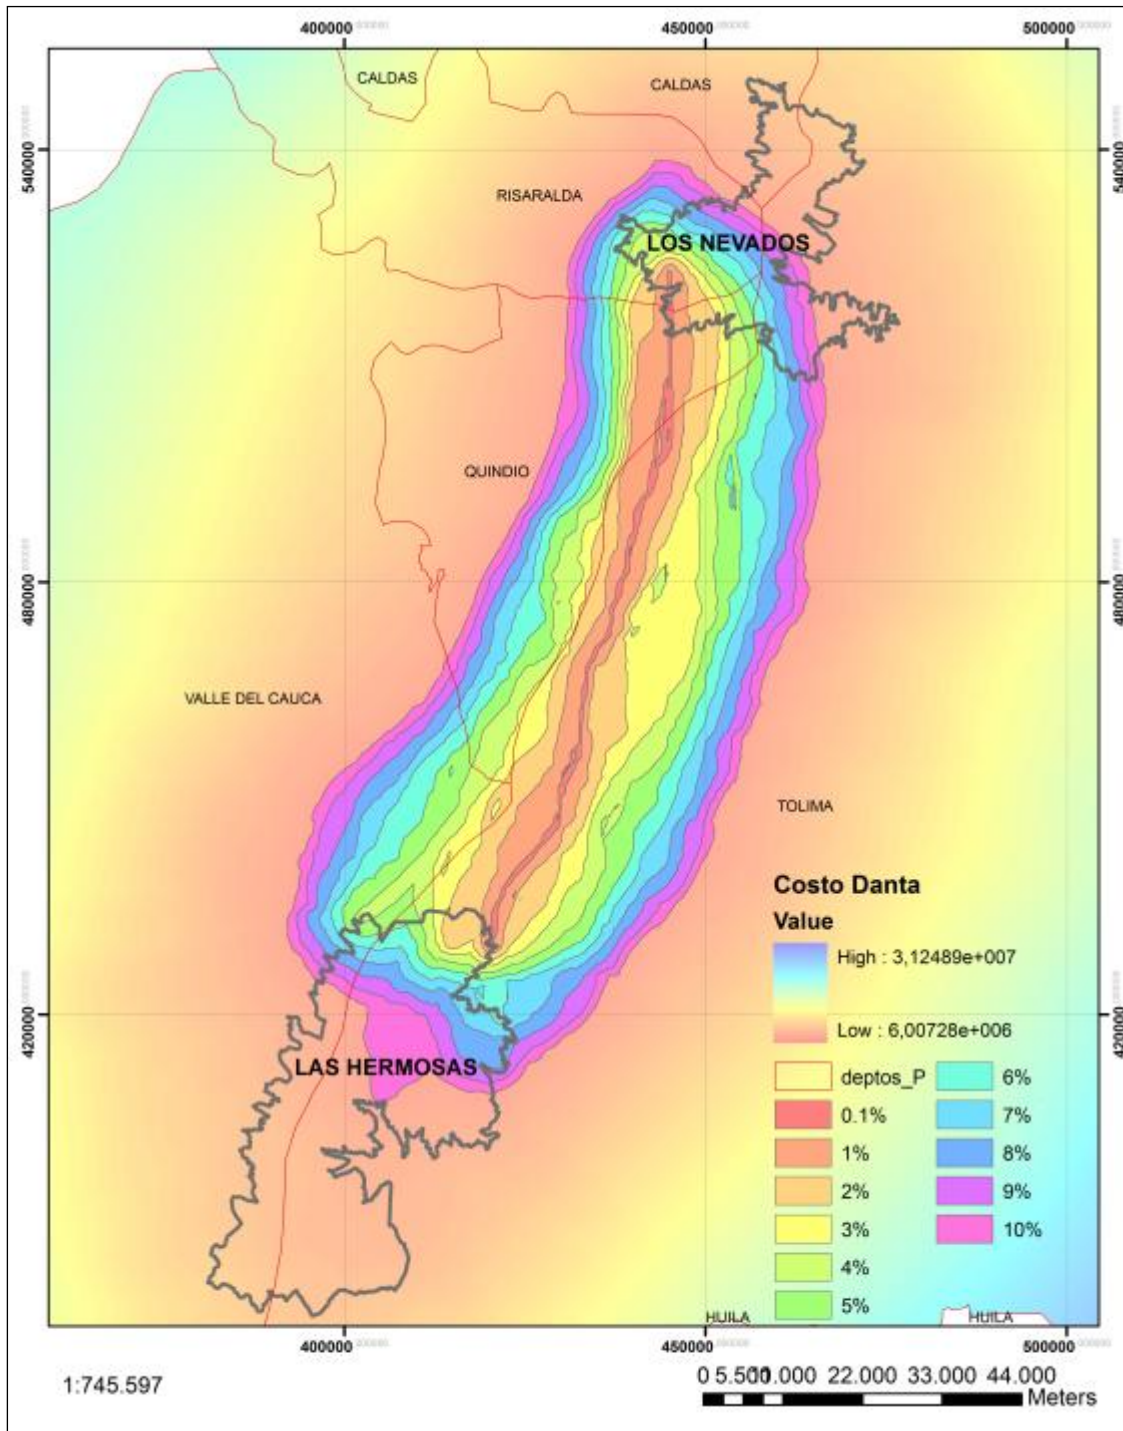 400000 450000 500000
CALDAS
CALDAS
540000
540000
RISARALDA
LOS NEVADOS
QUINDIO
480000
480000
VALLE DEL CAUCA
TOLIMA
Costo Danta
Value
High : 3,12489e+007
Low : 6,00728e+006
420000
420000
LAS HERMOSAS
deptos_P
0.1%
1%
2%
3%
4%
5%
6%
7%
8%
9%
10%
HUILA
HUILA
400000 450000 500000
1:745.597
0 5.500 11.000 22.000 33.000 44.000
Meters